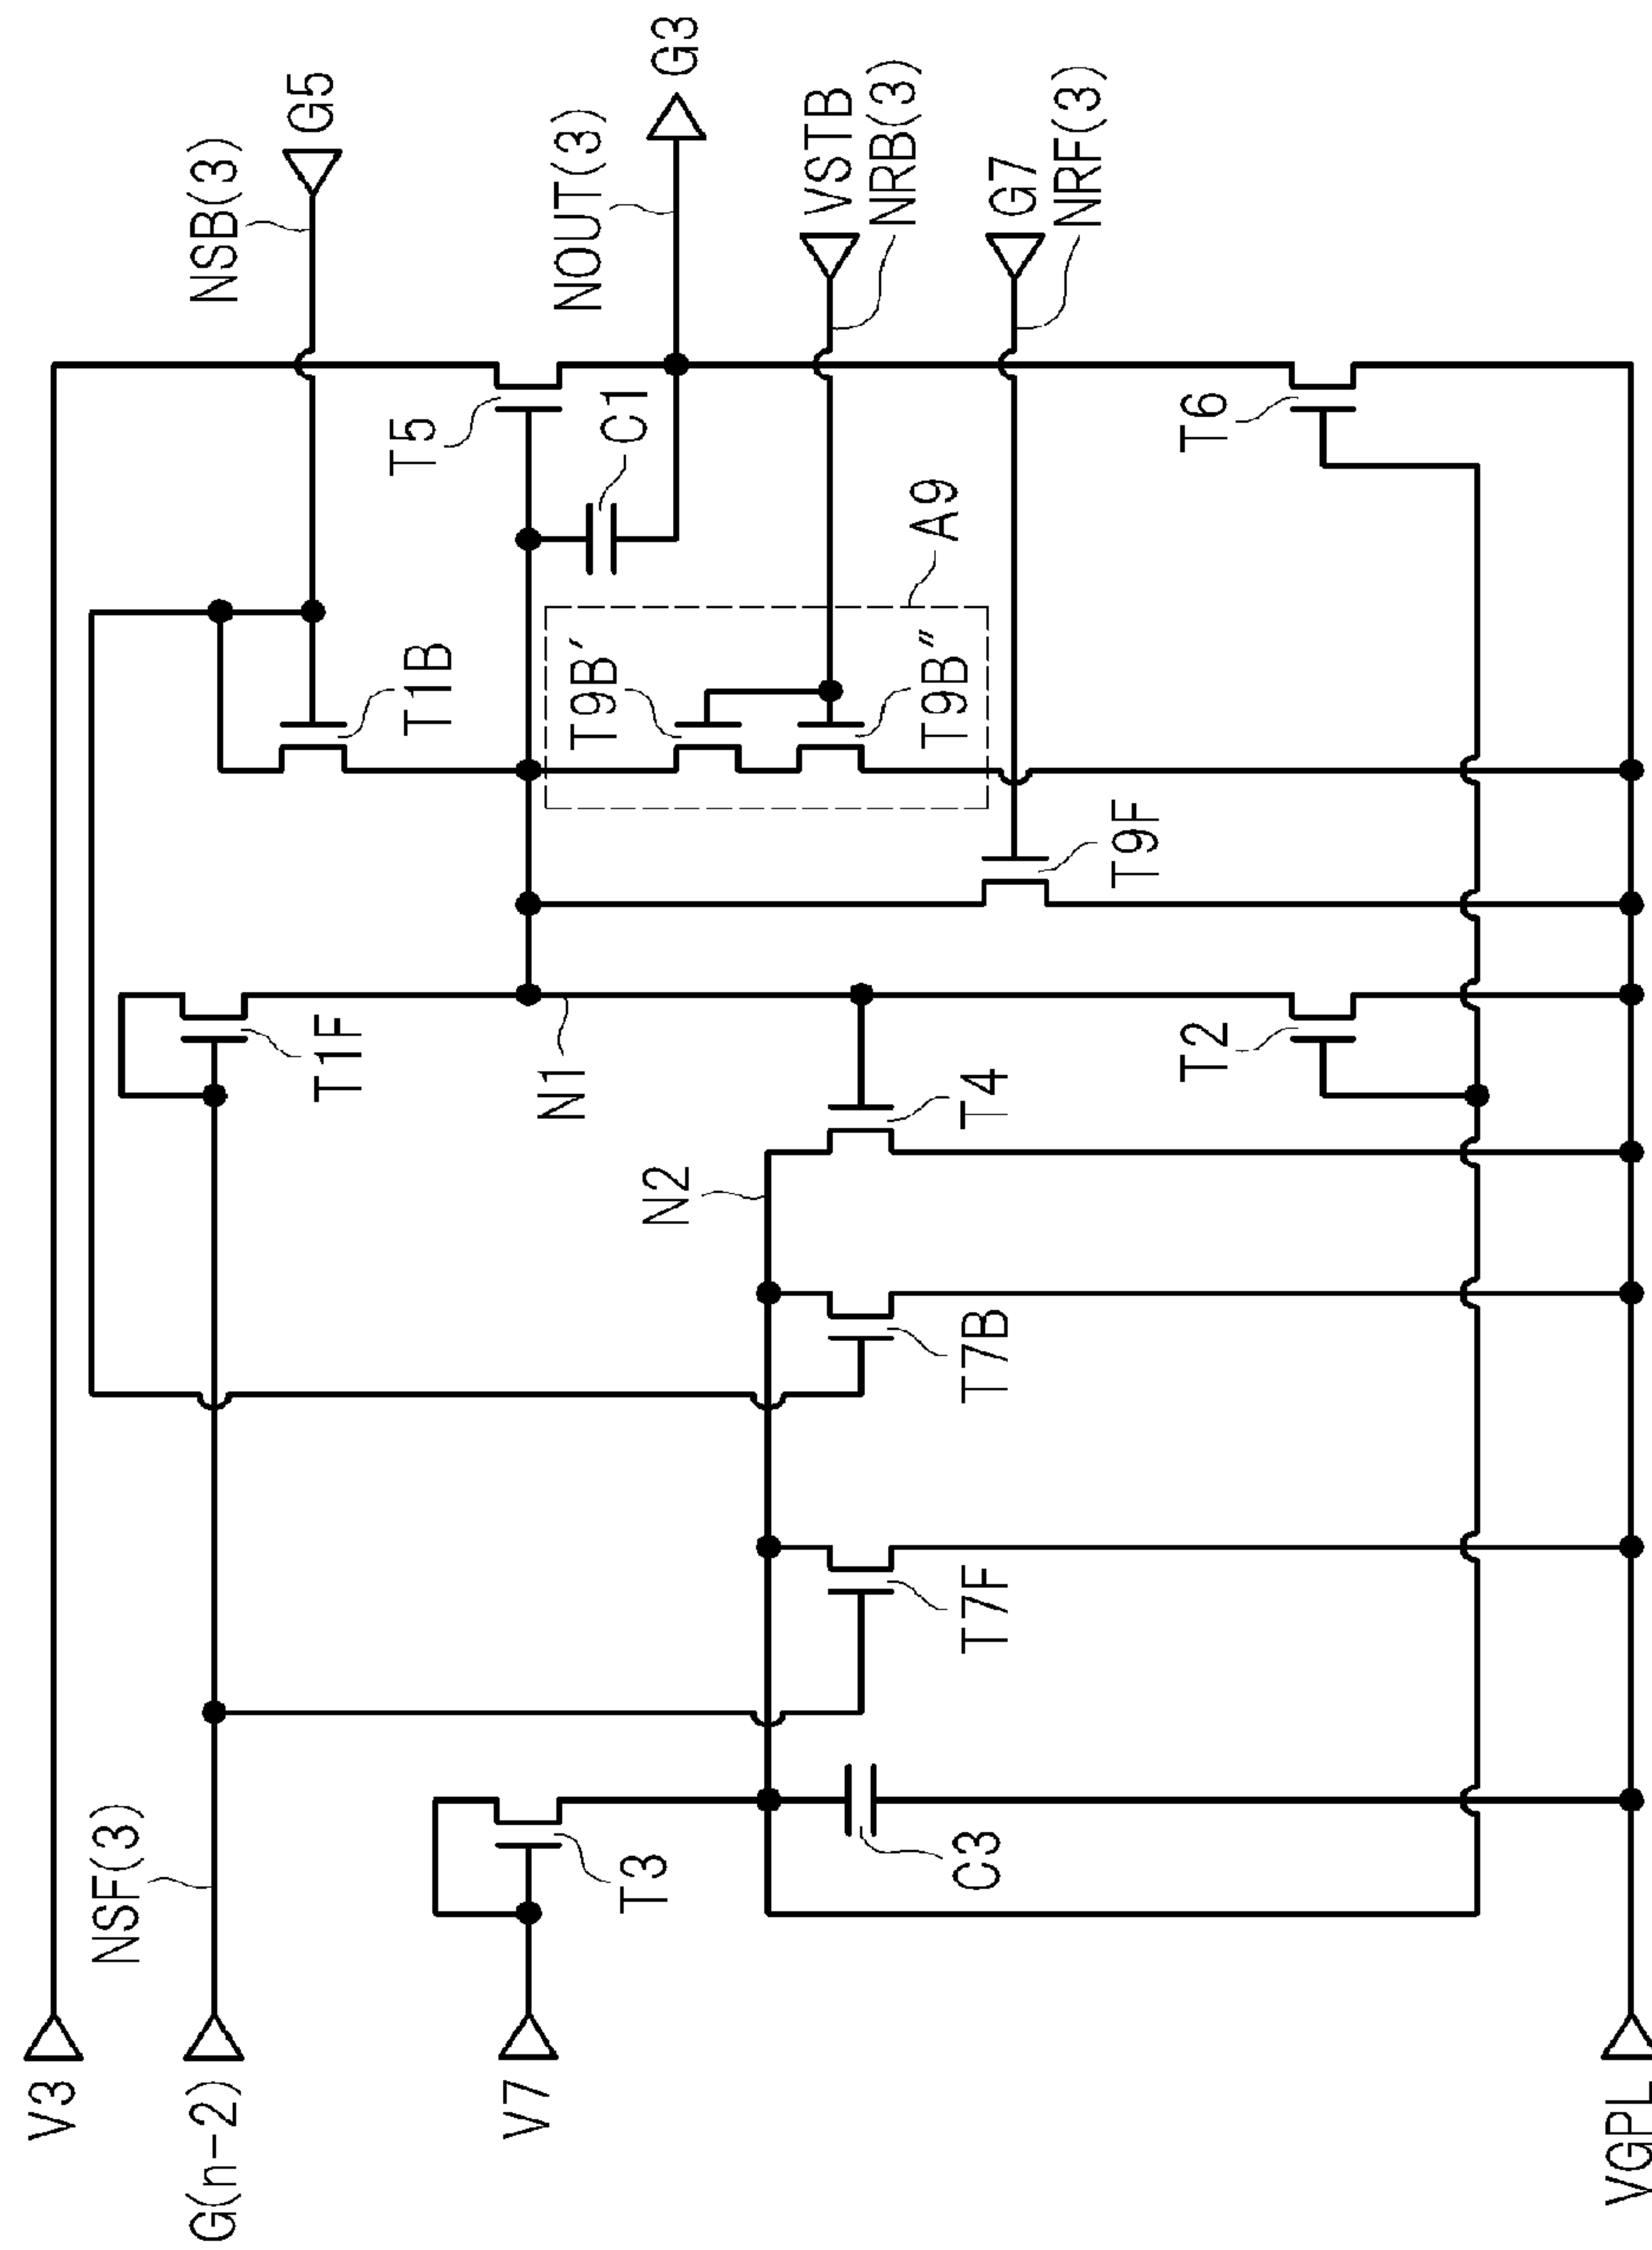 V3
G(n-2)
NSF(3)
V7
VGPL
T3
C3
T7F
T7B
N2
T4
T1F
N1
T2
T9F
T1B
T9B'
T9B"
A9
T5
C1
T6
NSB(3)
G5
NOUT(3)
G3
VSTB
NRB(3)
G7
NRF(3)